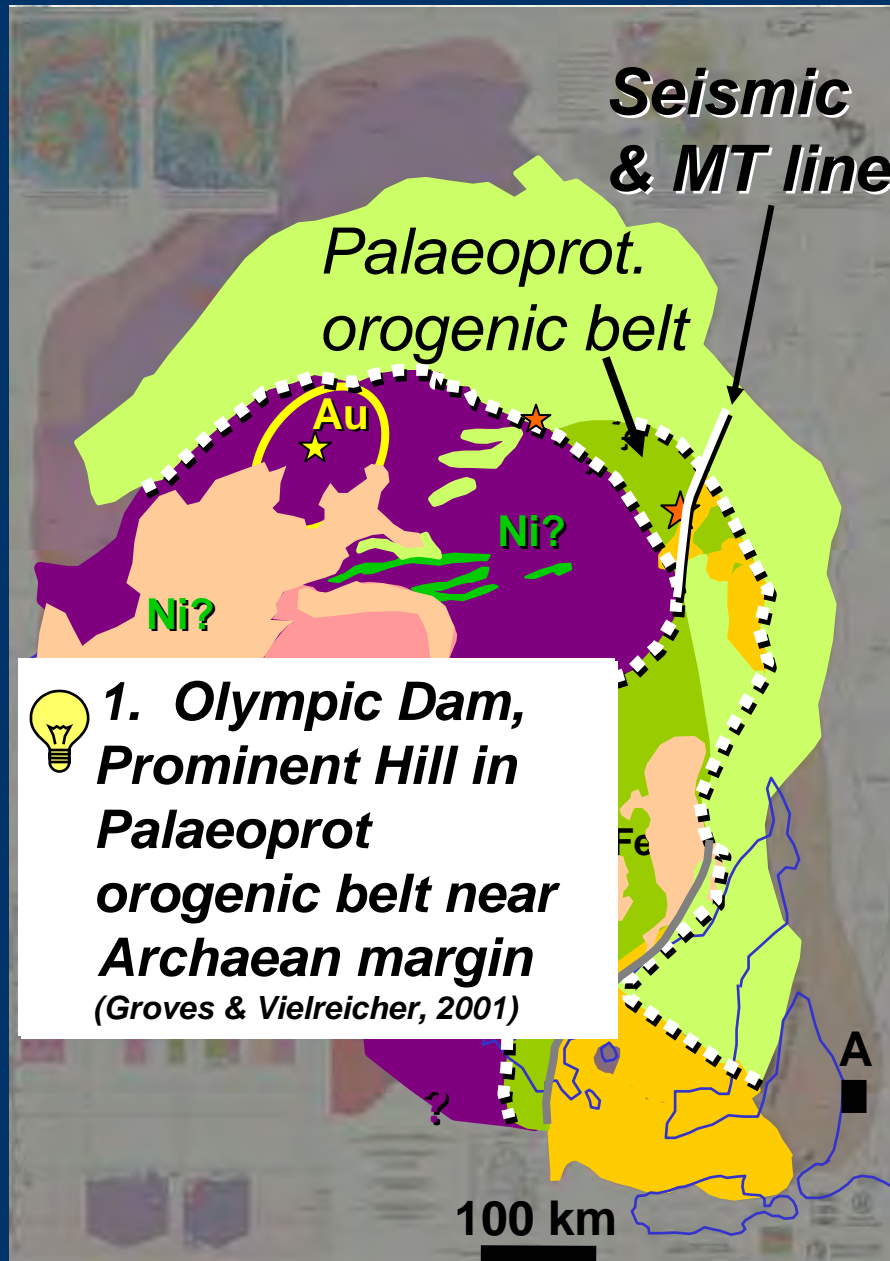 Seismic
& MT line
Palaeoprot.
orogenic belt
Au
?
Ni?
Ni?
1. Olympic Dam,
Prominent Hill in
Palaeoprot
orogenic belt near
Archaean margin
(Groves & Vielreicher, 2001)
Fe
A
?
100 km